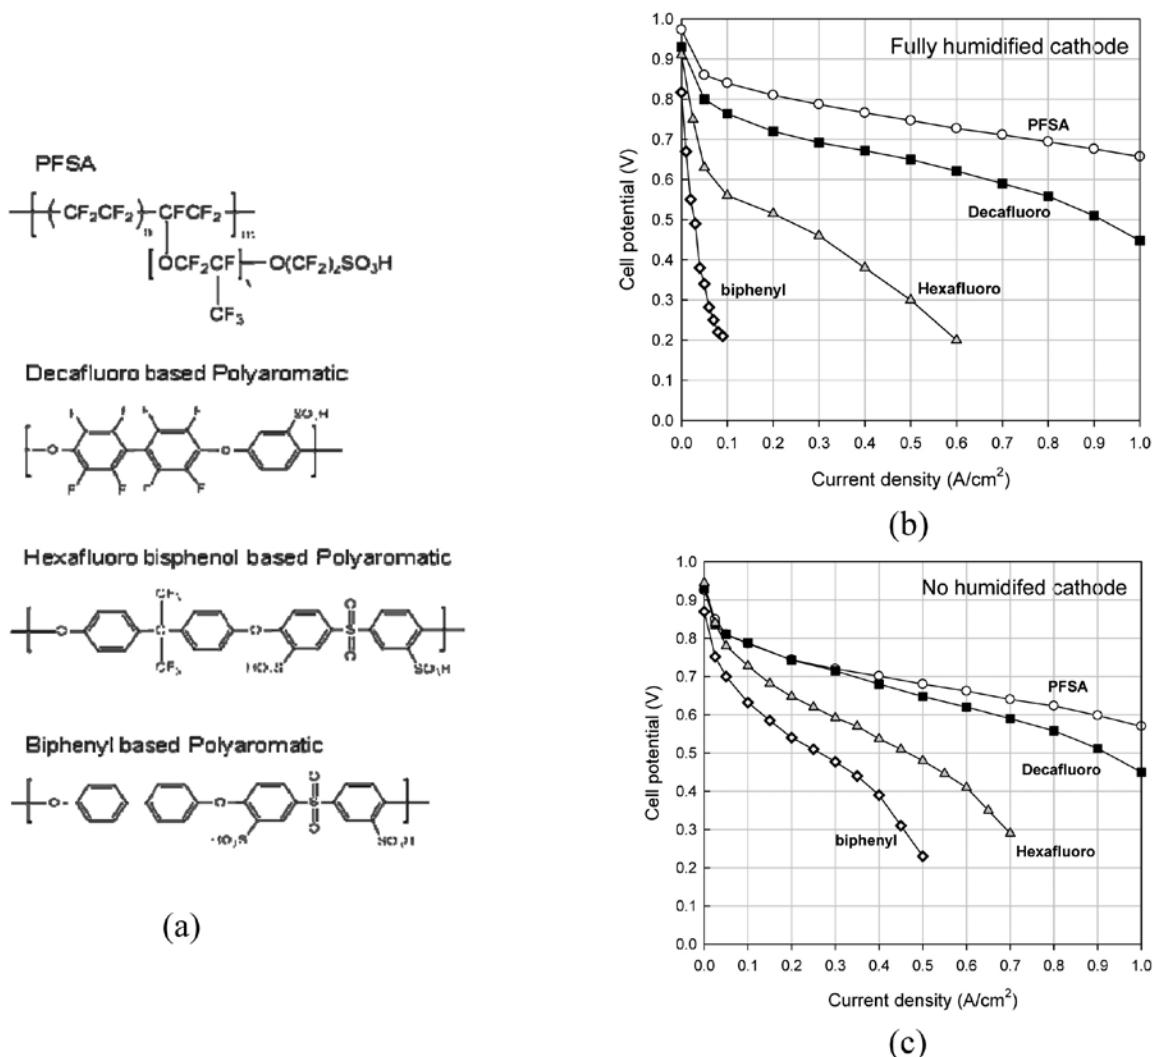 PFSA
CF₂CF₂ CFCF₂
n m
OCF₂CF O(CF₂)₄SO₃H
CF₃
Decafluoro based Polyaromatic
F F F F
O O
F F F
Hexafluoro bisphenol based Polyaromatic
O O S O
Biphenyl based Polyaromatic
O O S O
(a)
Fully humidified cathode
Cell potential (V)
1.0
0.9
0.8
0.7
0.6
0.5
0.4
0.3
0.2
0.1
0.0
PFSA
Decafluoro
Hexafluoro
biphenyl
0.0 0.1 0.2 0.3 0.4 0.5 0.6 0.7 0.8 0.9 1.0
Current density (A/cm²)
(b)
No humidifed cathode
Cell potential (V)
1.0
0.9
0.8
0.7
0.6
0.5
0.4
0.3
0.2
0.1
0.0
PFSA
Decafluoro
biphenyl
Hexafluoro
0.0 0.1 0.2 0.3 0.4 0.5 0.6 0.7 0.8 0.9 1.0
Current density (A/cm²)
(c)